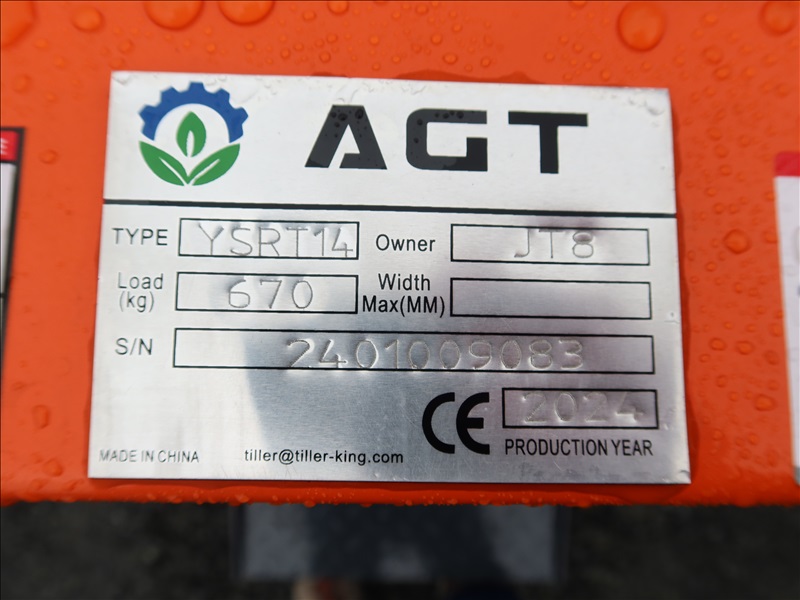 AGT
TYPE YSRT14 Owner JT8
Load (kg) 670 Width Max(MM)
S/N 2401009083
CE 2024
PRODUCTION YEAR
MADE IN CHINA tiller@tiller-king.com